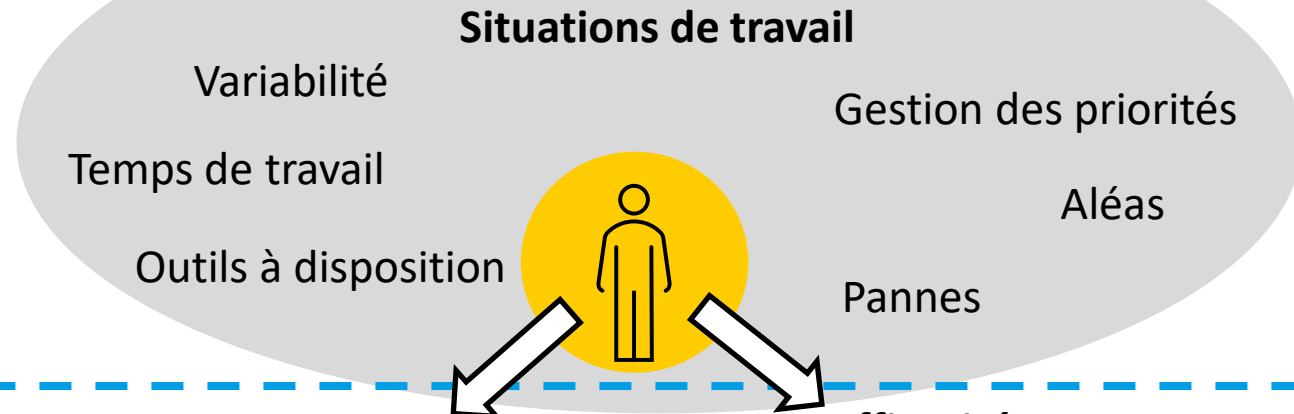 Situations de travail
Variabilité
Gestion des priorités
Temps de travail
Aléas
Outils à disposition
Pannes